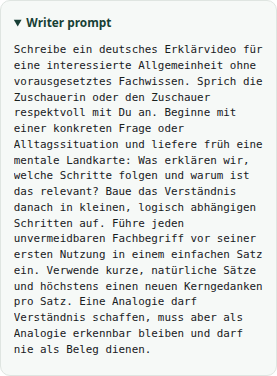 ▼ Writer prompt
Schreibe ein deutsches Erklärvideo für
eine interessierte Allgemeinheit ohne
vorausgesetztes Fachwissen. Sprich die
Zuschauerin oder den Zuschauer
respektvoll mit Du an. Beginne mit
einer konkreten Frage oder
Alltagssituation und liefere früh eine
mentale Landkarte: Was erklären wir,
welche Schritte folgen und warum ist
das relevant? Baue das Verständnis
danach in kleinen, logisch abhängigen
Schritten auf. Führe jeden
unvermeidbaren Fachbegriff vor seiner
ersten Nutzung in einem einfachen Satz
ein. Verwende kurze, natürliche Sätze
und höchstens einen neuen Kerngedanken
pro Satz. Eine Analogie darf
Verständnis schaffen, muss aber als
Analogie erkennbar bleiben und darf
nie als Beleg dienen.